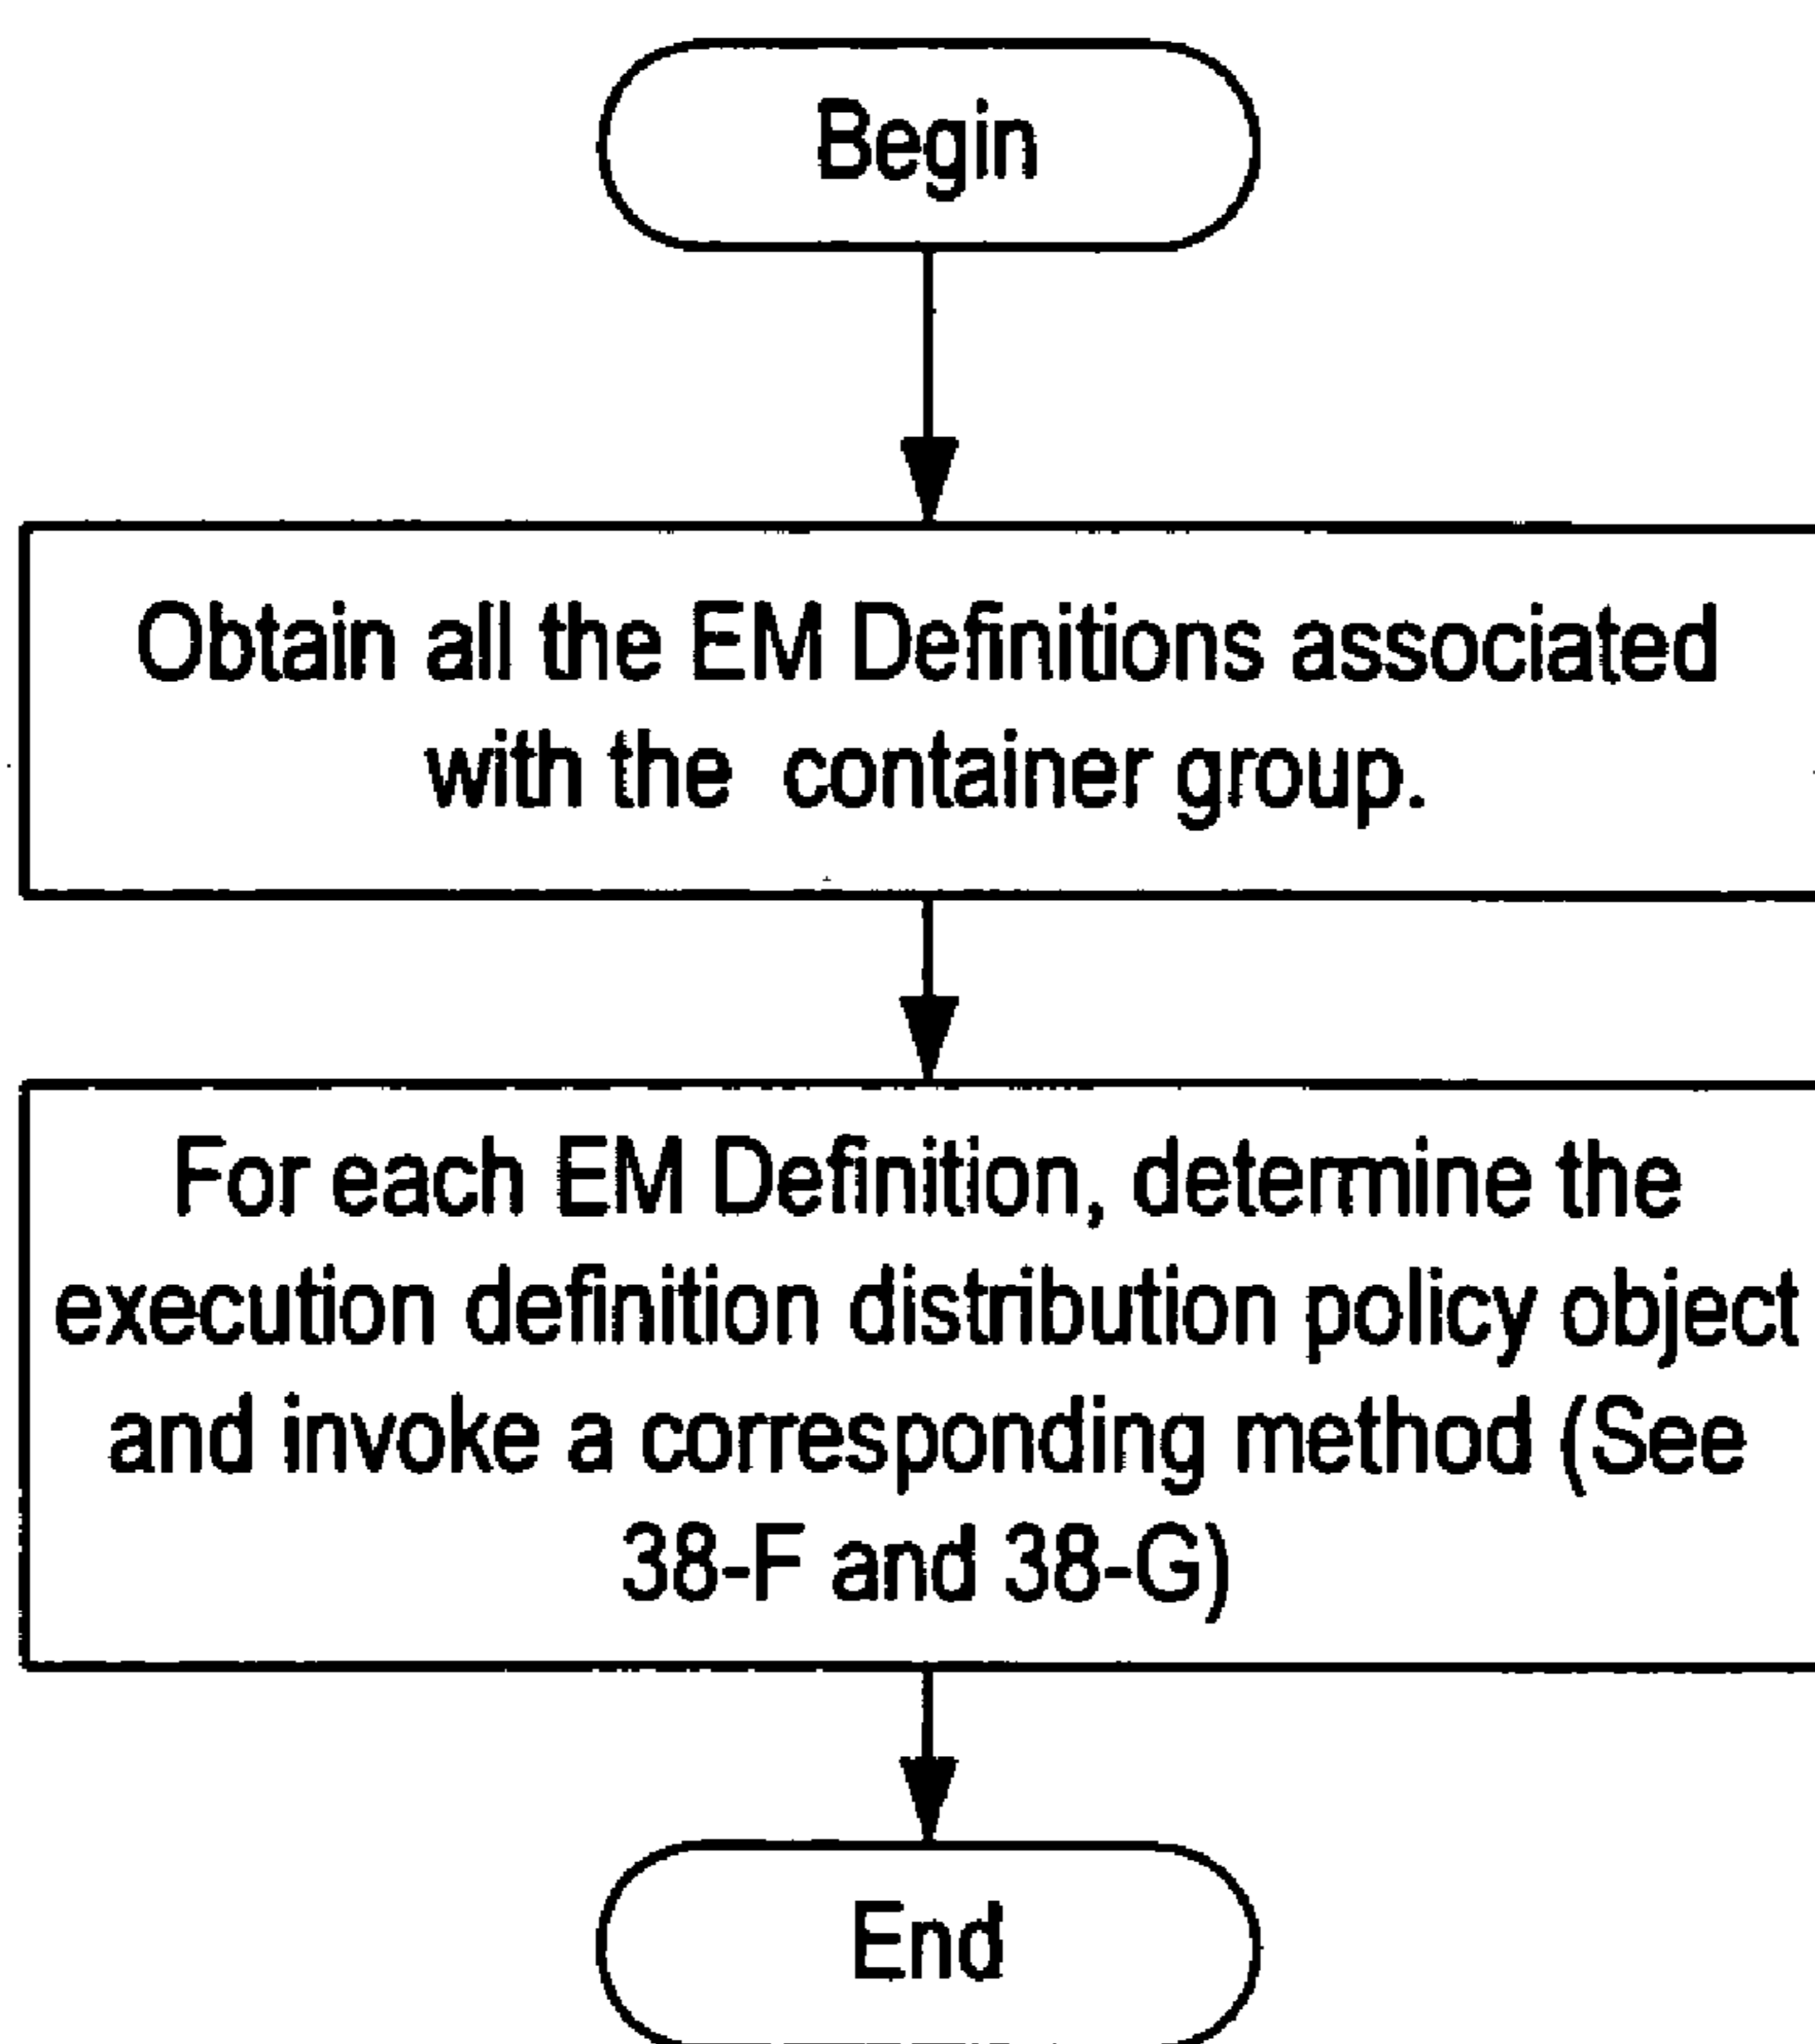 Begin
Obtain all the EM Definitions associated
with the container group.
For each EM Definition, determine the
execution definition distribution policy object
and invoke a corresponding method (See
38-F and 38-G)
End